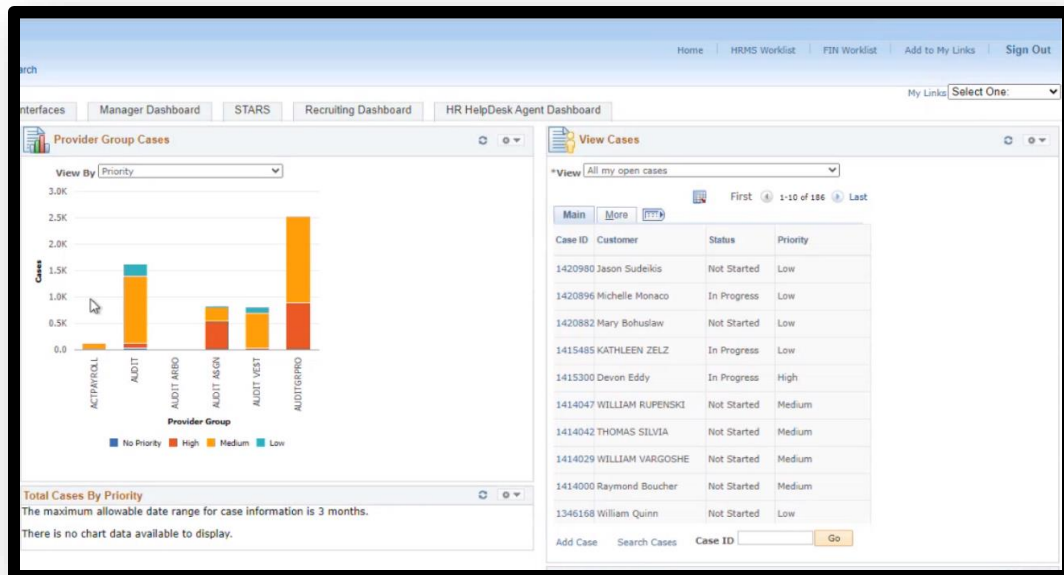 Home HRMS Worklist FIN Worklist Add to My Links Sign Out
arch
My Links Select One:
nterfaces Manager Dashboard STARS Recruiting Dashboard HR HelpDesk Agent Dashboard
Provider Group Cases
View By Priority
3.0K
2.5K
2.0K
1.5K
1.0K
0.5K
0.0
Cases
ACTPAYROLL
AUDIT
AUDIT ARBO
AUDIT ASGN
AUDIT VEST
AUDITGRPRO
Provider Group
No Priority High Medium Low
Total Cases By Priority
The maximum allowable date range for case information is 3 months.
There is no chart data available to display.
View Cases
*View All my open cases
First 1-10 of 186 Last
Main More
Case ID Customer Status Priority
1420980 Jason Sudeikis Not Started Low
1420896 Michelle Monaco In Progress Low
1420882 Mary Bohuslaw Not Started Low
1415485 KATHLEEN ZELZ In Progress Low
1415300 Devon Eddy In Progress High
1414047 WILLIAM RUPENSKI Not Started Medium
1414042 THOMAS SILVIA Not Started Medium
1414029 WILLIAM VARGOSHE Not Started Medium
1414000 Raymond Boucher Not Started Medium
1346168 William Quinn Not Started Low
Add Case Search Cases Case ID Go